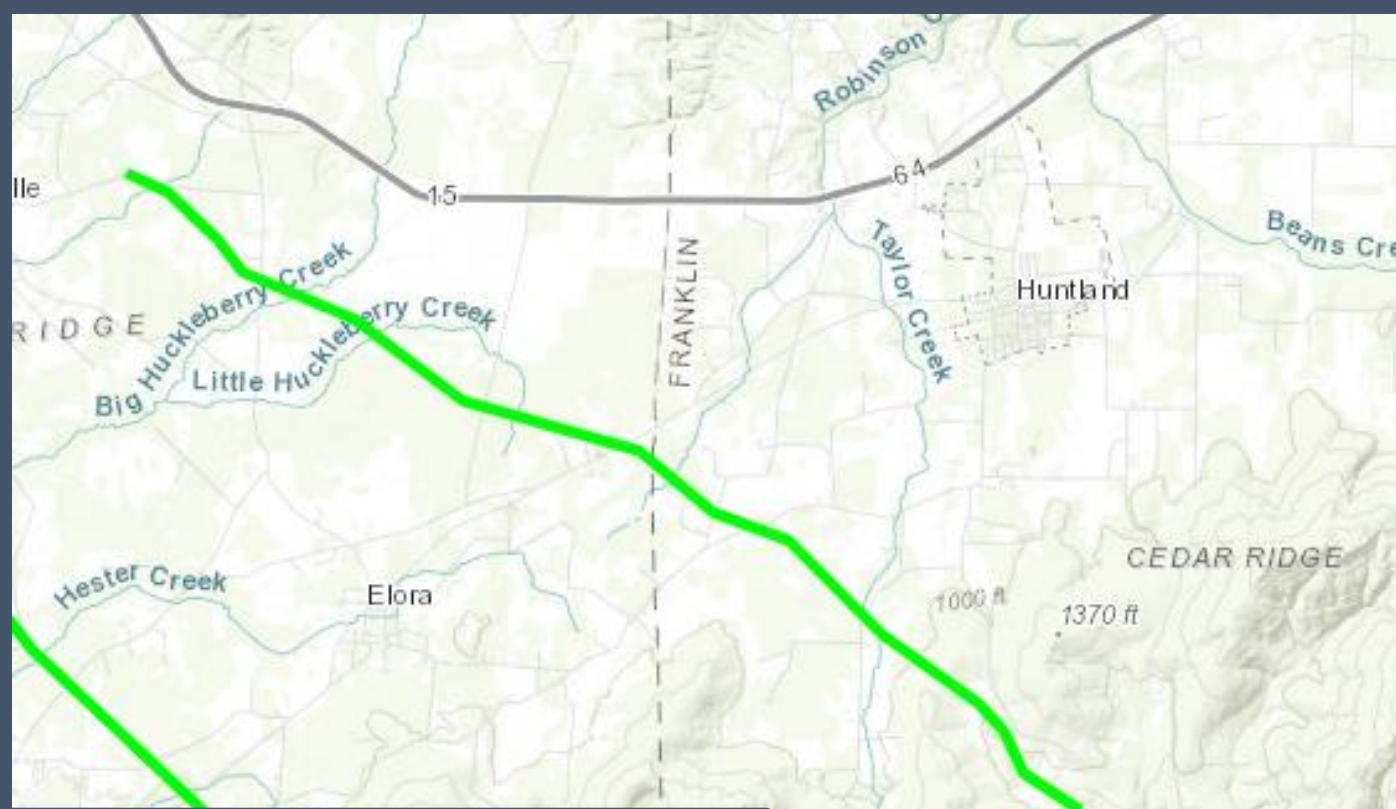 Robinson C
lle
15
64
Beans Cre
Taylor Creek
FRANKLIN
Huntland
Big Huckleberry Creek
Little Huckleberry Creek
RIDGE
CEDAR RIDGE
Hester Creek
Elora
1000 ft
1370 ft